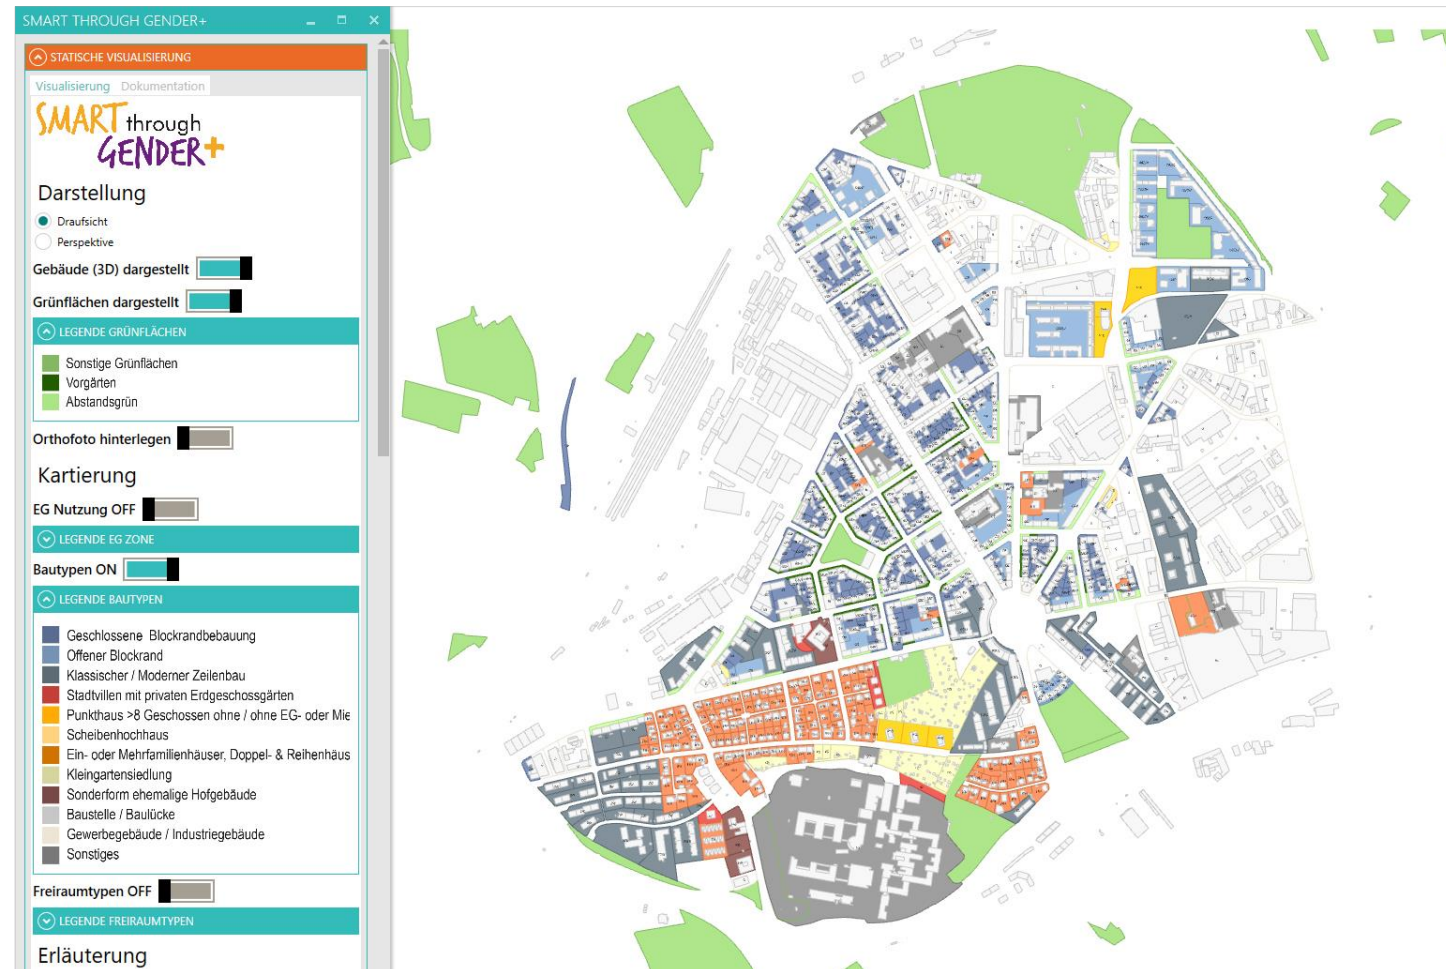 SMART THROUGH GENDER+
STATISCHE VISUALISIERUNG
Visualisierung Dokumentation
SMART through
GENDER+
Darstellung
Draufsicht
Perspektive
Gebäude (3D) dargestellt
Grünflächen dargestellt
LEGENDE GRÜNFLÄCHEN
Sonstige Grünflächen
Vorgärten
Abstandsgrün
Orthofoto hinterlegen
Kartierung
EG Nutzung OFF
LEGENDE EG ZONE
Bautypen ON
LEGENDE BAUTYPEN
Geschlossene Blockrandbebauung
Offener Blockrand
Klassischer / Moderner Zeilenbau
Stadtvillen mit privaten Erdgeschossgärten
Punkthaus >8 Geschossen ohne / ohne EG- oder Mie
Scheibenhochhaus
Ein- oder Mehrfamilienhäuser, Doppel- & Reihenhäus
Kleingartensiedlung
Sonderform ehemalige Hofgebäude
Baustelle / Baulücke
Gewerbegebäude / Industriegebäude
Sonstiges
Freiraumtypen OFF
LEGENDE FREIRAUMTYPEN
Erläuterung